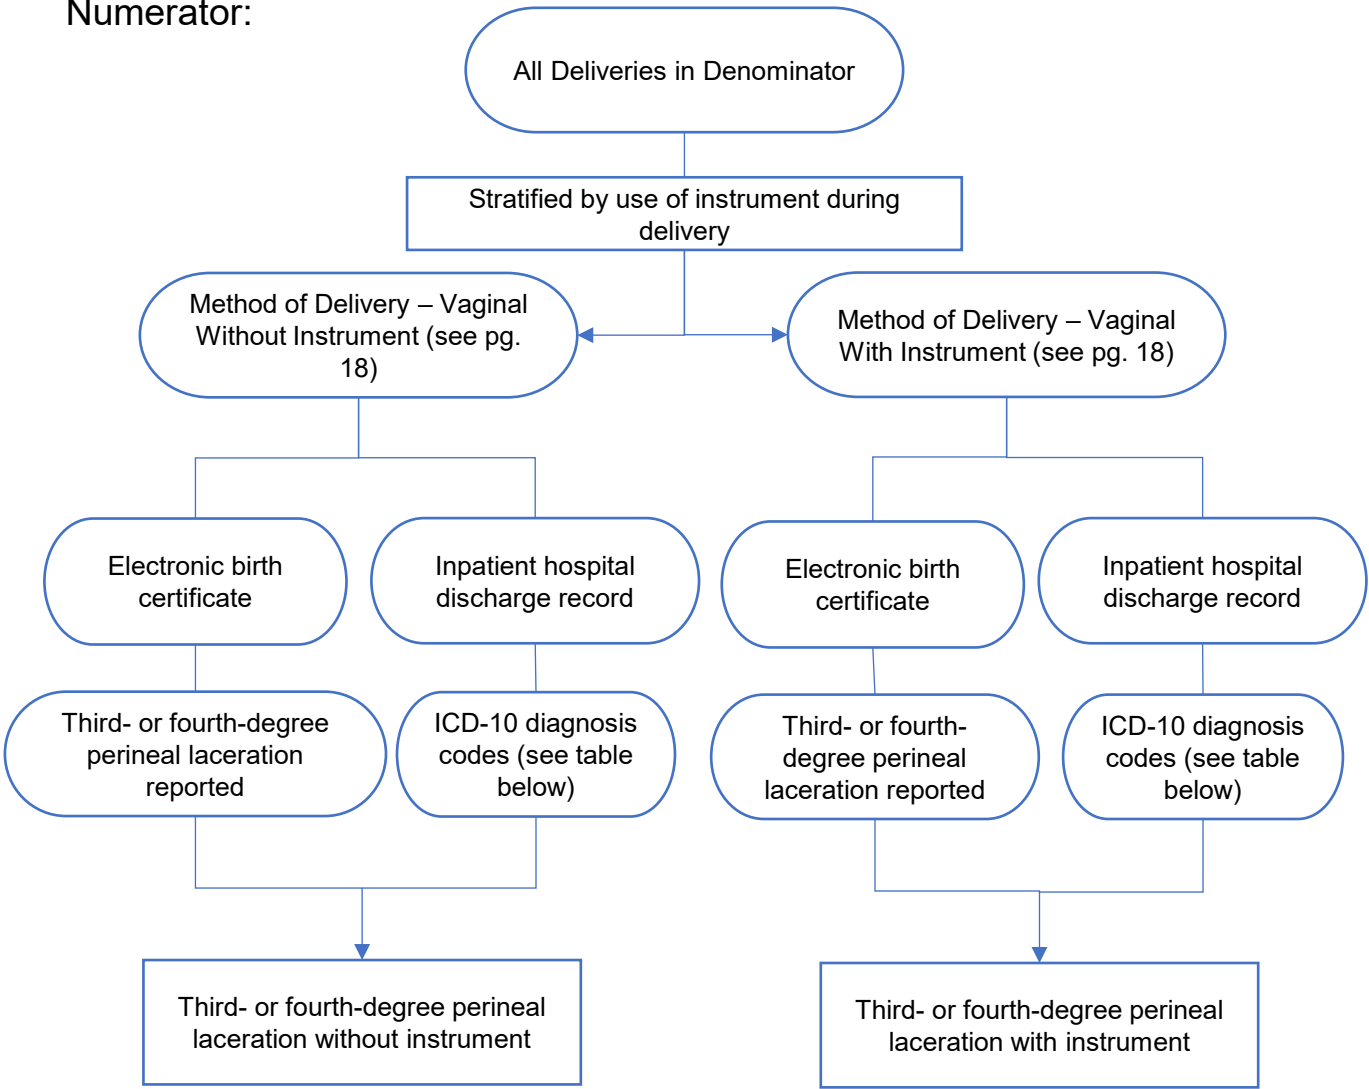 Numerator:
All Deliveries in Denominator
Stratified by use of instrument during
delivery
Method of Delivery – Vaginal
Without Instrument (see pg.
18)
Method of Delivery – Vaginal
With Instrument (see pg. 18)
Electronic birth
certificate
Inpatient hospital
discharge record
Electronic birth
certificate
Inpatient hospital
discharge record
Third- or fourth-degree
perineal laceration
reported
ICD-10 diagnosis
codes (see table
below)
Third- or fourth-
degree perineal
laceration reported
ICD-10 diagnosis
codes (see table
below)
Third- or fourth-degree perineal
laceration without instrument
Third- or fourth-degree perineal
laceration with instrument